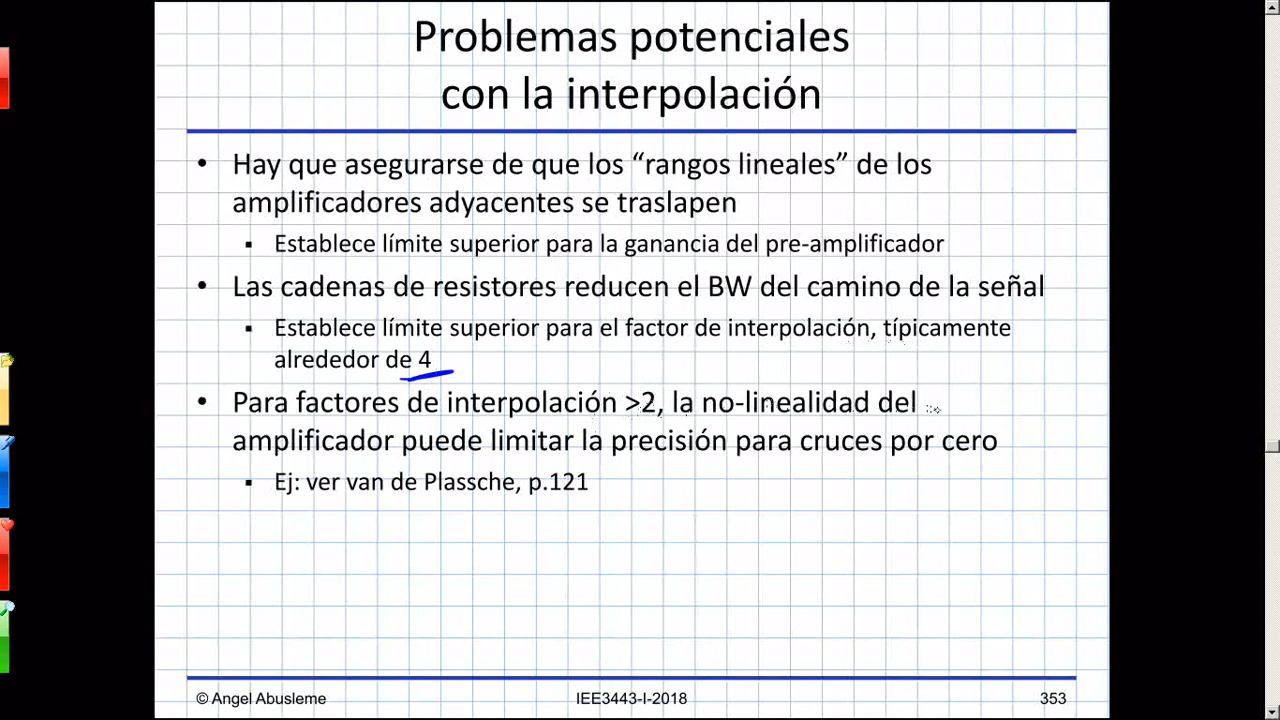 Problemas potenciales
con la interpolación
• Hay que asegurarse de que los “rangos lineales” de los
amplificadores adyacentes se traslapen
▪ Establece límite superior para la ganancia del pre-amplificador
• Las cadenas de resistores reducen el BW del camino de la señal
▪ Establece límite superior para el factor de interpolación, típicamente
alrededor de 4
• Para factores de interpolación >2, la no-linealidad del
amplificador puede limitar la precisión para cruces por cero
▪ Ej: ver van de Plassche, p.121
© Angel Abusleme IEE3443-I-2018 353